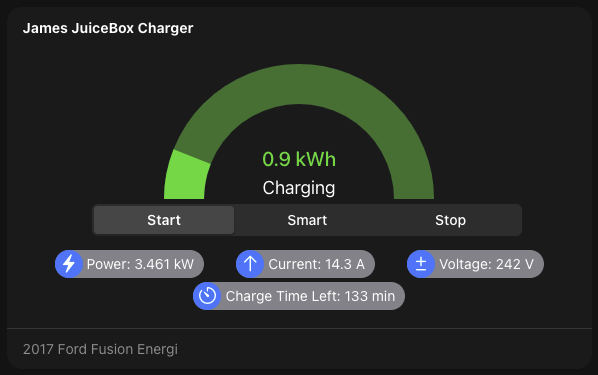 James JuiceBox Charger
0.9 kWh
Charging
Start Smart Stop
Power: 3.461 kW Current: 14.3 A Voltage: 242 V
Charge Time Left: 133 min
2017 Ford Fusion Energi